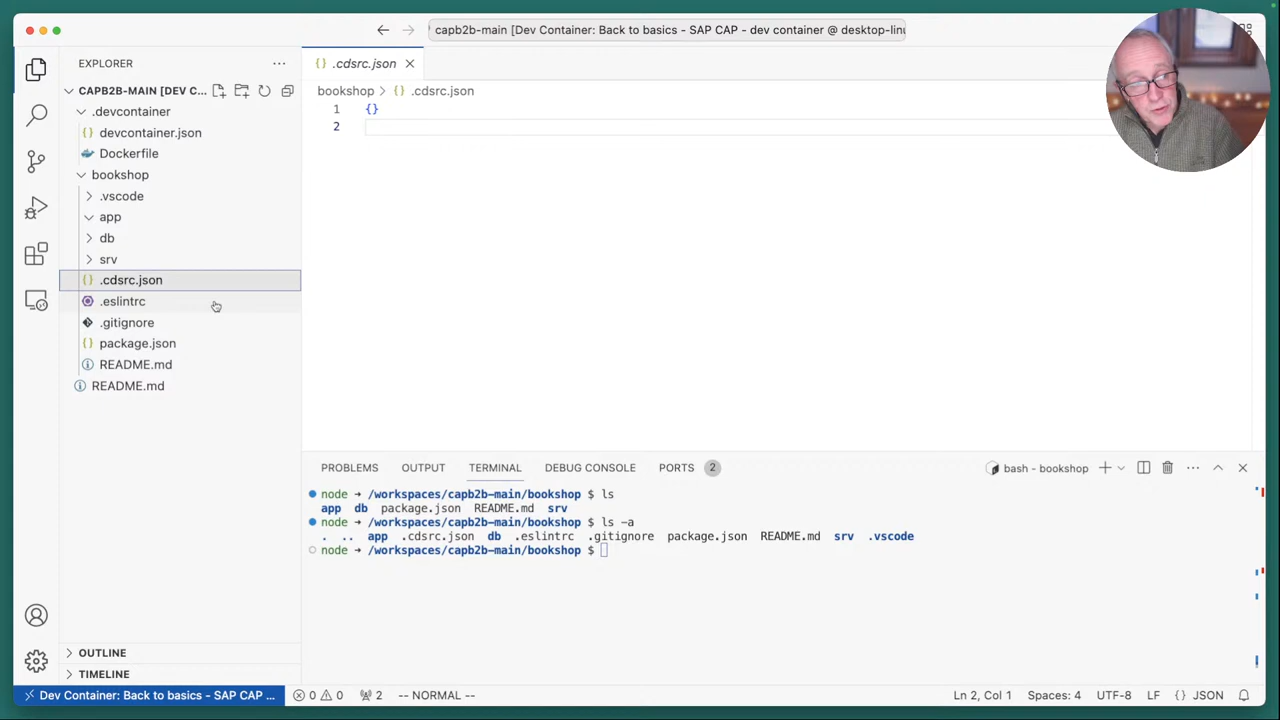 capb2b-main [Dev Container: Back to basics - SAP CAP - dev container @ desktop-linu
EXPLORER
CAPB2B-MAIN [DEV C...
.devcontainer
devcontainer.json
Dockerfile
bookshop
.vscode
app
db
srv
.cdsrc.json
.eslintrc
.gitignore
package.json
README.md
README.md
OUTLINE
TIMELINE
.cdsrc.json
bookshop > {} .cdsrc.json
1 {}
2
PROBLEMS OUTPUT TERMINAL DEBUG CONSOLE PORTS 2
bash - bookshop
node ➜ /workspaces/capb2b-main/bookshop $ ls
app db package.json README.md srv
node ➜ /workspaces/capb2b-main/bookshop $ ls -a
. .. app .cdsrc.json db .eslintrc .gitignore package.json README.md srv .vscode
node ➜ /workspaces/capb2b-main/bookshop $
Dev Container: Back to basics - SAP CAP ... 0 0 2 -- NORMAL -- Ln 2, Col 1 Spaces: 4 UTF-8 LF {} JSON